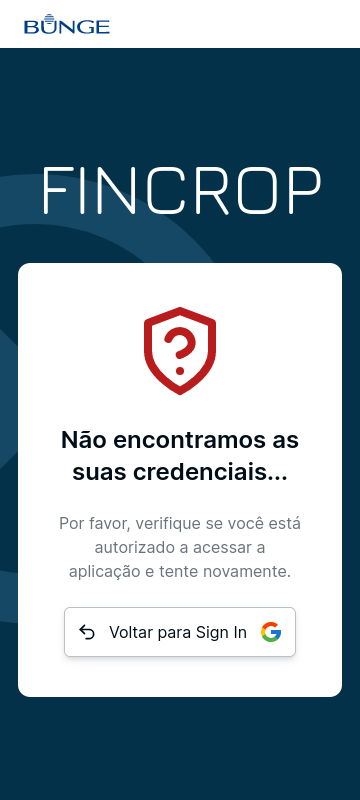 BUNGE
FINCROP
Não encontramos as
suas credenciais...
Por favor, verifique se você está
autorizado a acessar a
aplicação e tente novamente.
Voltar para Sign In